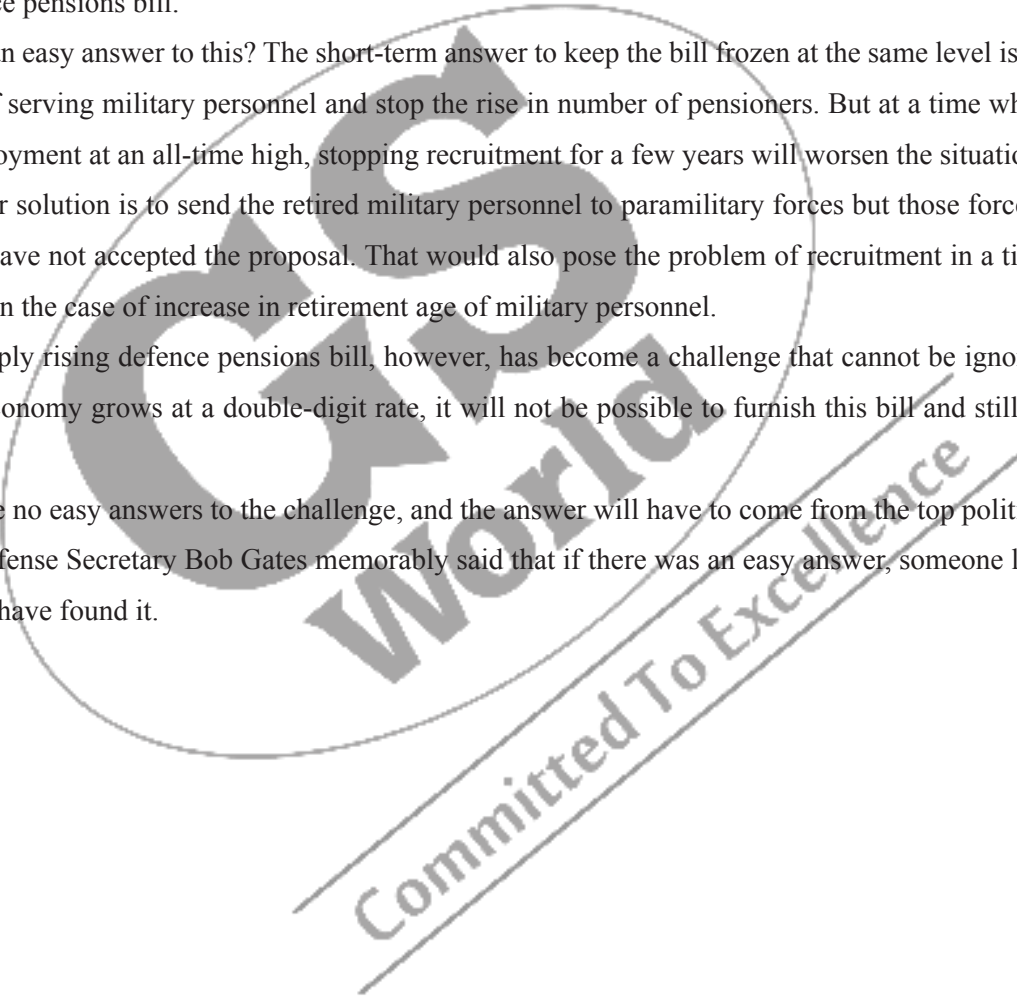 ce pensions bill.
an easy answer to this? The short-term answer to keep the bill frozen at the same level is
f serving military personnel and stop the rise in number of pensioners. But at a time wh
oyment at an all-time high, stopping recruitment for a few years will worsen the situatio
r solution is to send the retired military personnel to paramilitary forces but those force
ave not accepted the proposal. That would also pose the problem of recruitment in a ti
n the case of increase in retirement age of military personnel.
ply rising defence pensions bill, however, has become a challenge that cannot be igno
onomy grows at a double-digit rate, it will not be possible to furnish this bill and still
e no easy answers to the challenge, and the answer will have to come from the top polit
fense Secretary Bob Gates memorably said that if there was an easy answer, someone l
have found it.
GS
World
Committed To Excellence